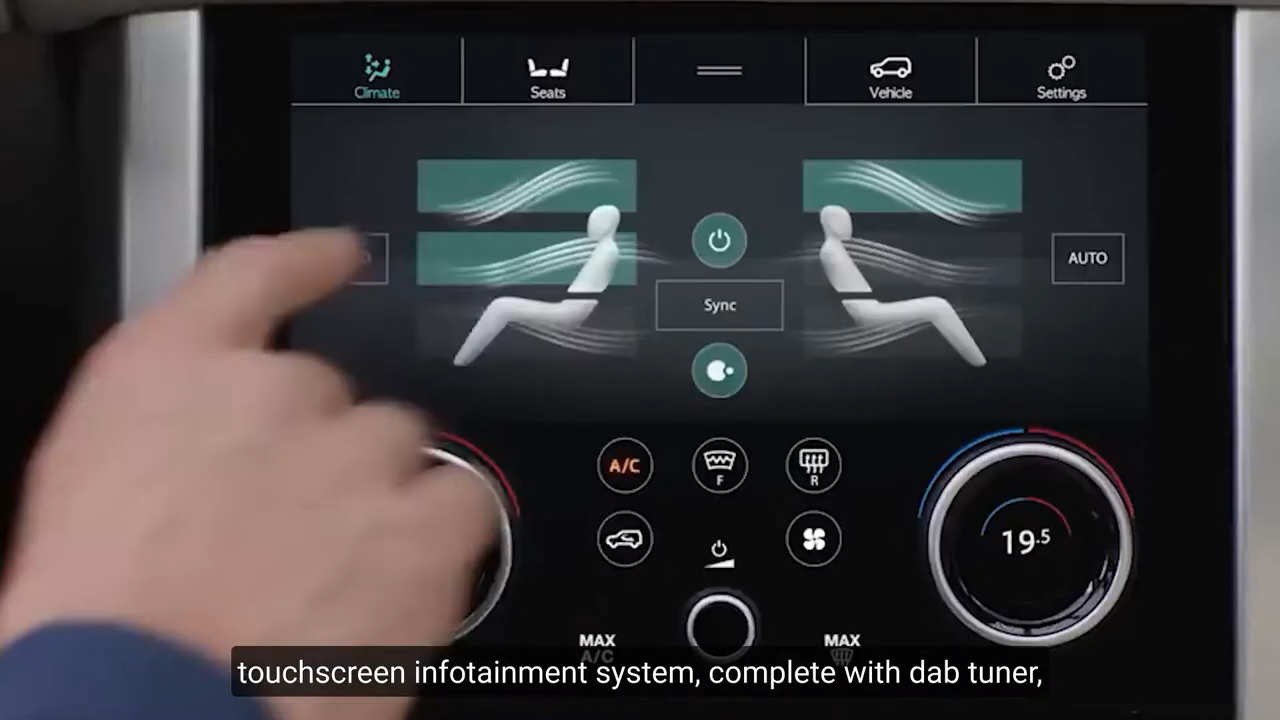 Climate
Seats
Vehicle
Settings
AUTO
Sync
A/C
F
R
19.5
MAX
A/C
MAX
touchscreen infotainment system, complete with dab tuner,